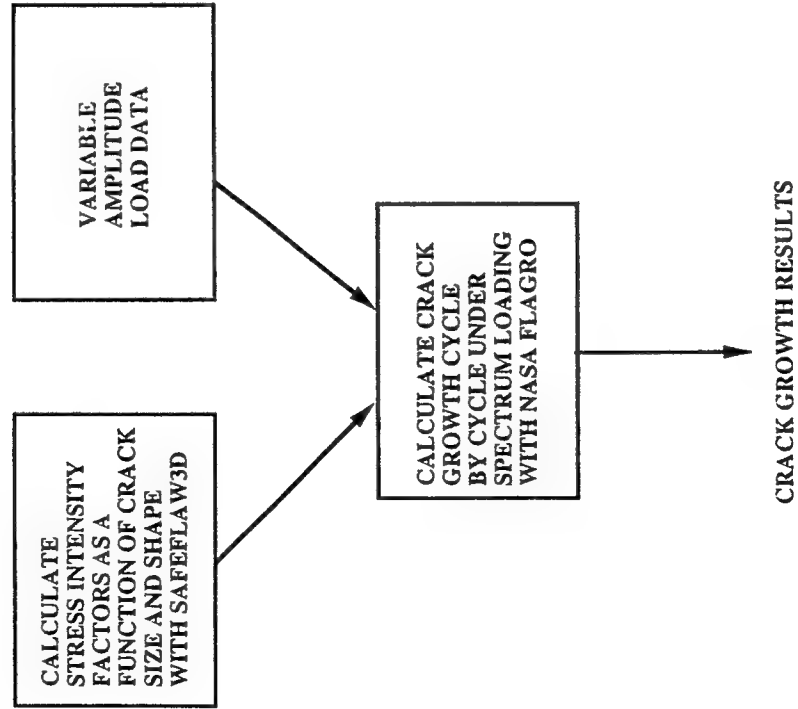 CALCULATE
STRESS INTENSITY
FACTORS AS A
FUNCTION OF CRACK
SIZE AND SHAPE
WITH SAFEFLAW3D
VARIABLE
AMPLITUDE
LOAD DATA
CALCULATE CRACK
GROWTH CYCLE
BY CYCLE UNDER
SPECTRUM LOADING
WITH NASA FLAGRO
CRACK GROWTH RESULTS